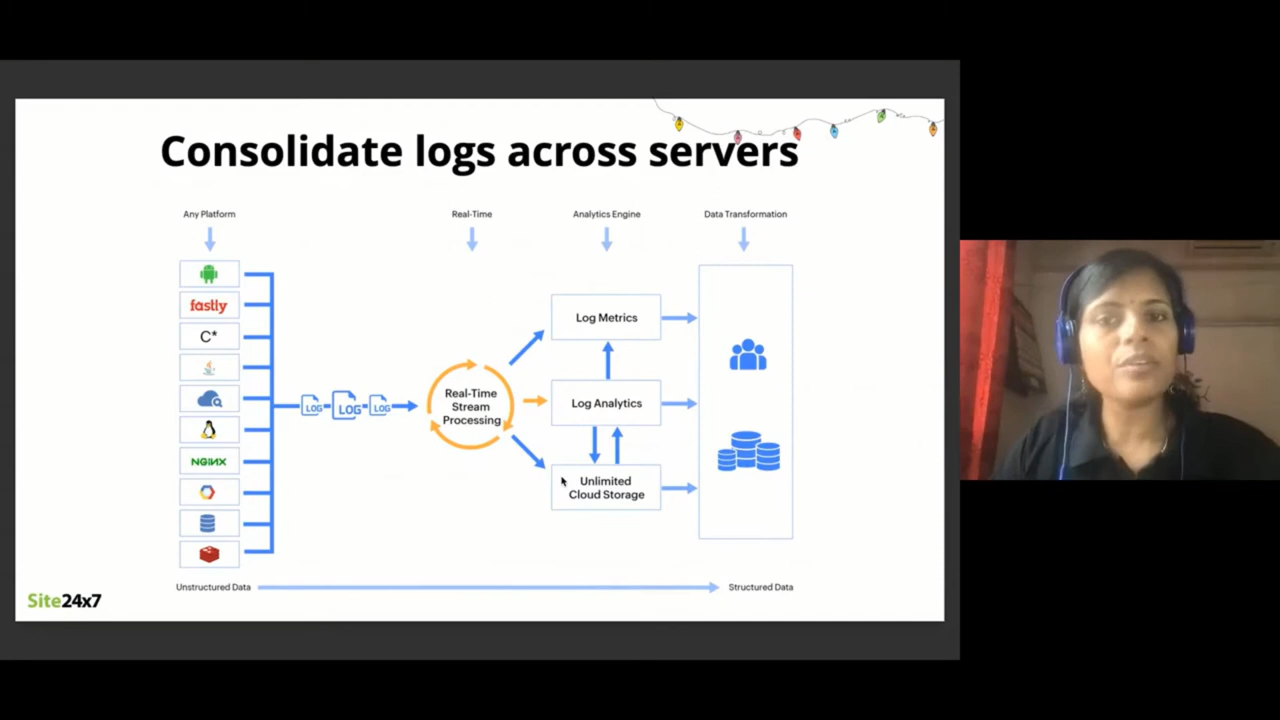 Consolidate logs across servers
Any Platform
Real-Time
Analytics Engine
Data Transformation
fastly
C*
NGINX
LOG
LOG
LOG
Real-Time
Stream
Processing
Log Metrics
Log Analytics
Unlimited
Cloud Storage
Unstructured Data
Structured Data
Site24x7